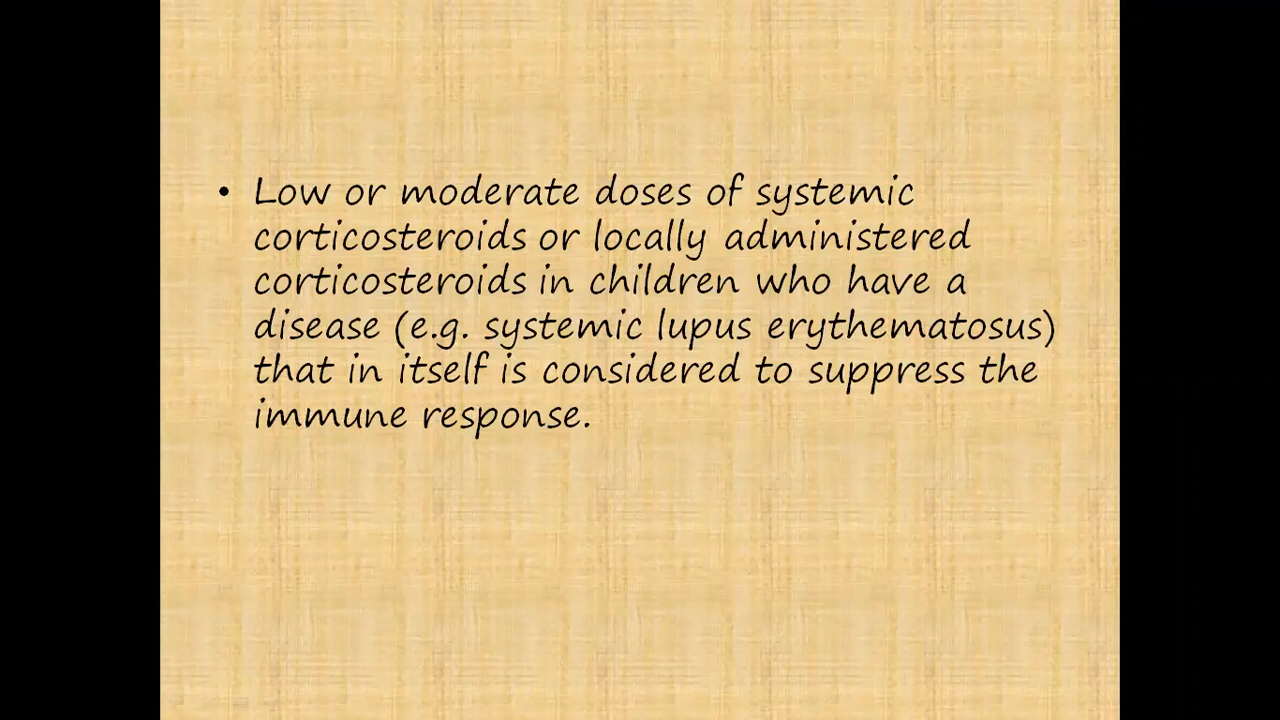 • Low or moderate doses of systemic
corticosteroids or locally administered
corticosteroids in children who have a
disease (e.g. systemic lupus erythematosus)
that in itself is considered to suppress the
immune response.